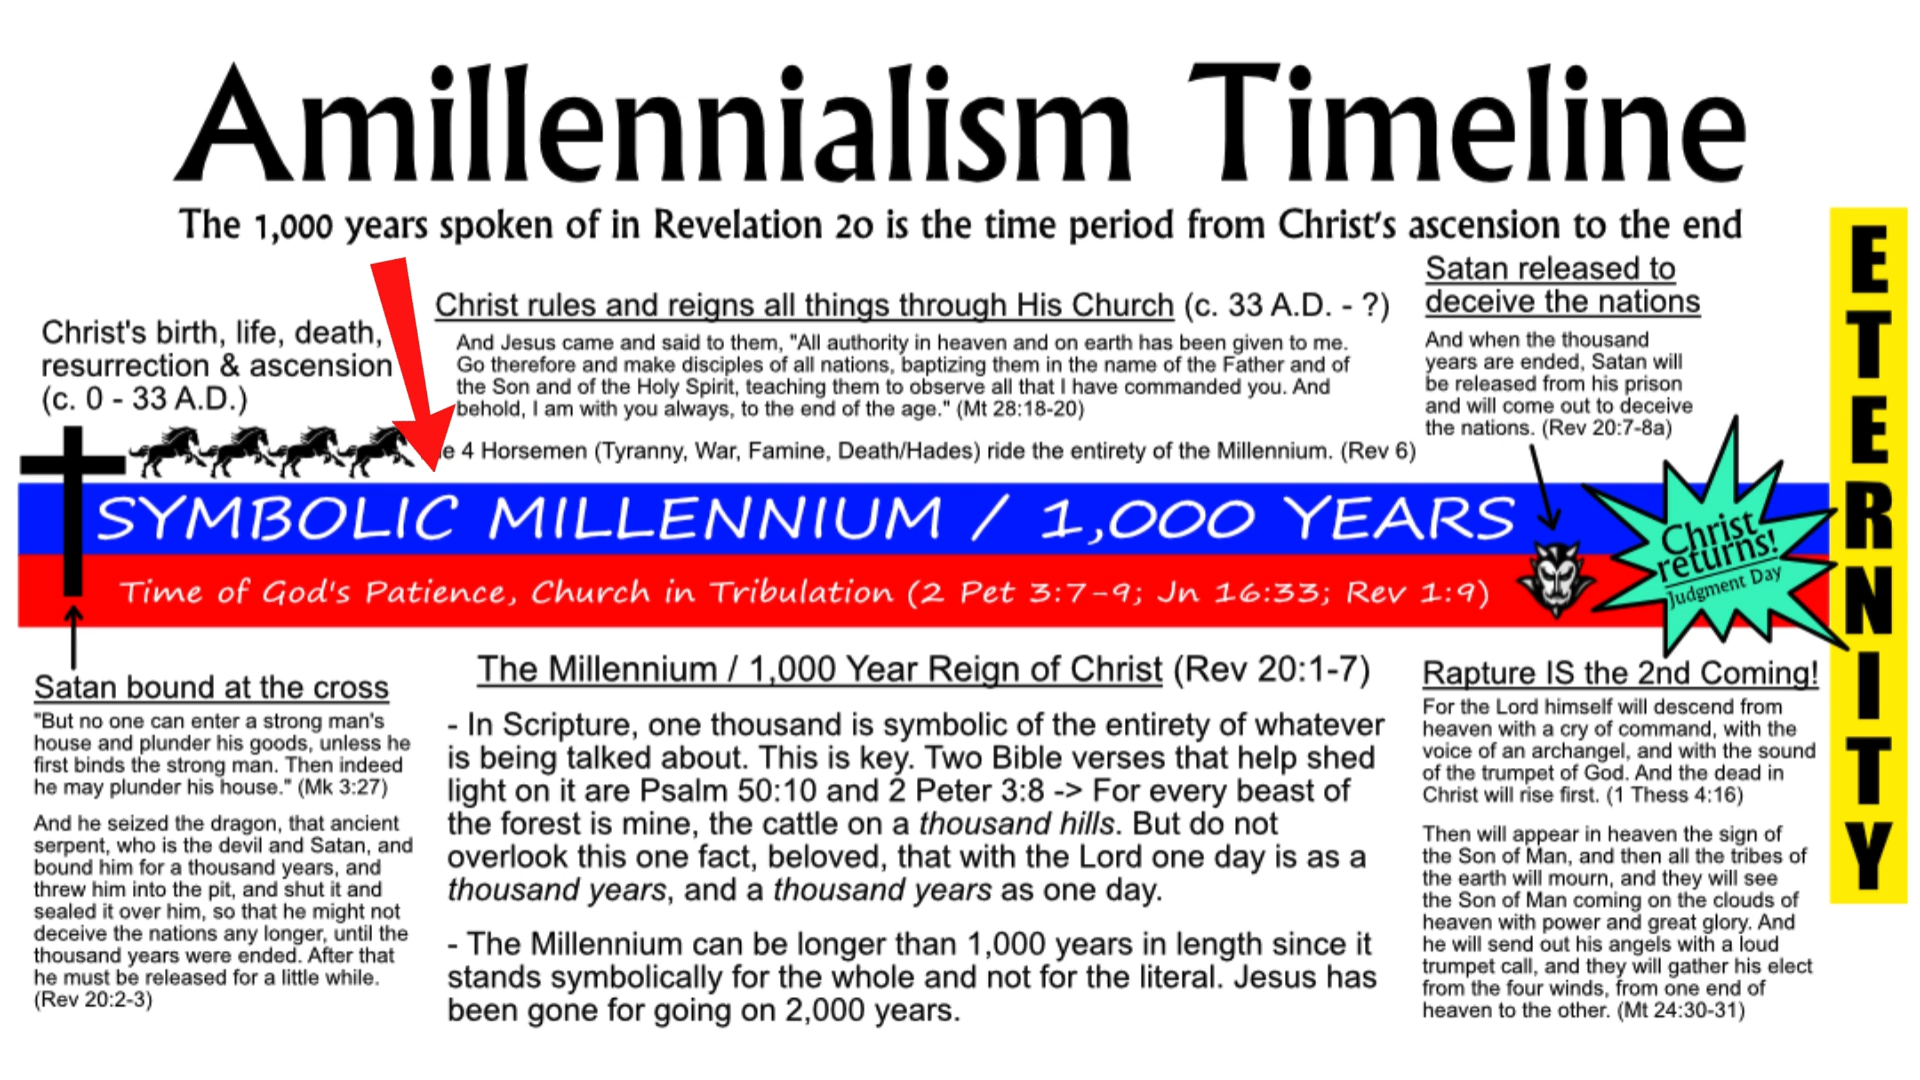 Amillennialism Timeline
The 1,000 years spoken of in Revelation 20 is the time period from Christ's ascension to the end
Christ's birth, life, death,
resurrection & ascension
(c. 0 - 33 A.D.)
Christ rules and reigns all things through His Church (c. 33 A.D. - ?)
And Jesus came and said to them, "All authority in heaven and on earth has been given to me.
Go therefore and make disciples of all nations, baptizing them in the name of the Father and of
the Son and of the Holy Spirit, teaching them to observe all that I have commanded you. And
behold, I am with you always, to the end of the age." (Mt 28:18-20)
4 Horsemen (Tyranny, War, Famine, Death/Hades) ride the entirety of the Millennium. (Rev 6)
Satan released to
deceive the nations
And when the thousand
years are ended, Satan will
be released from his prison
and will come out to deceive
the nations. (Rev 20:7-8a)
SYMBOLIC MILLENNIUM / 1,000 YEARS
Time of God's Patience, Church in Tribulation (2 Pet 3:7-9; Jn 16:33; Rev 1:9)
Christ
returns!
Judgment Day
ETERNITY
Satan bound at the cross
"But no one can enter a strong man's
house and plunder his goods, unless he
first binds the strong man. Then indeed
he may plunder his house." (Mk 3:27)
And he seized the dragon, that ancient
serpent, who is the devil and Satan, and
bound him for a thousand years, and
threw him into the pit, and shut it and
sealed it over him, so that he might not
deceive the nations any longer, until the
thousand years were ended. After that
he must be released for a little while.
(Rev 20:2-3)
The Millennium / 1,000 Year Reign of Christ (Rev 20:1-7)
- In Scripture, one thousand is symbolic of the entirety of whatever
is being talked about. This is key. Two Bible verses that help shed
light on it are Psalm 50:10 and 2 Peter 3:8 -> For every beast of
the forest is mine, the cattle on a thousand hills. But do not
overlook this one fact, beloved, that with the Lord one day is as a
thousand years, and a thousand years as one day.
- The Millennium can be longer than 1,000 years in length since it
stands symbolically for the whole and not for the literal. Jesus has
been gone for going on 2,000 years.
Rapture IS the 2nd Coming!
For the Lord himself will descend from
heaven with a cry of command, with the
voice of an archangel, and with the sound
of the trumpet of God. And the dead in
Christ will rise first. (1 Thess 4:16)
Then will appear in heaven the sign of
the Son of Man, and then all the tribes of
the earth will mourn, and they will see
the Son of Man coming on the clouds of
heaven with power and great glory. And
he will send out his angels with a loud
trumpet call, and they will gather his elect
from the four winds, from one end of
heaven to the other. (Mt 24:30-31)